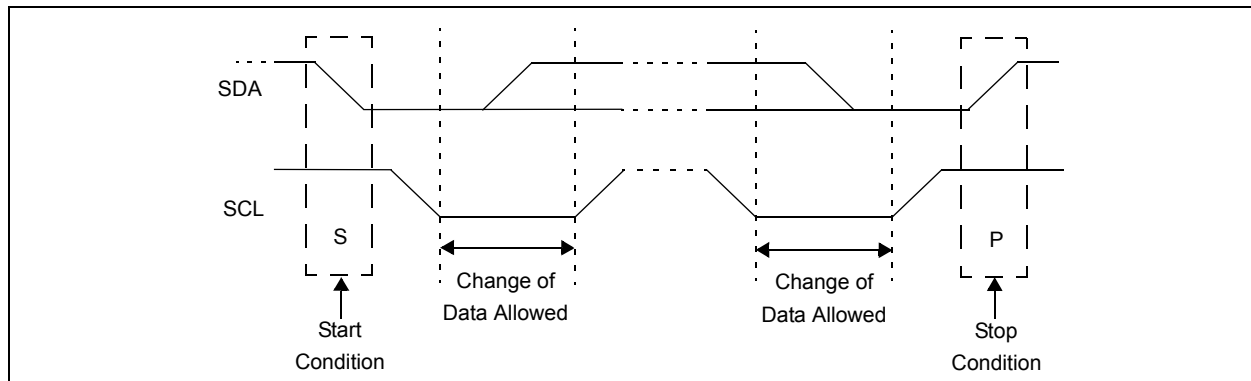 SDA
SCL
S
P
Change of
Data Allowed
Change of
Data Allowed
Start
Condition
Stop
Condition